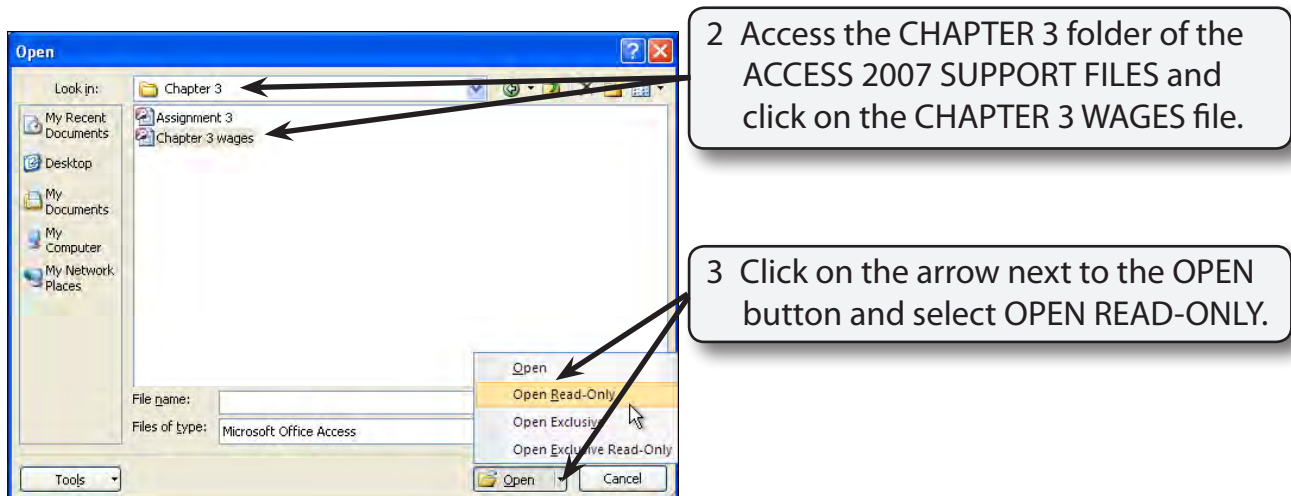 Open
Look in:
Chapter 3
My Recent
Documents
Desktop
My
Documents
My
Computer
My Network
Places
Assignment 3
Chapter 3 wages
File name:
Files of type:
Microsoft Office Access
Open
Open Read-Only
Open Exclusive
Open Exclusive Read-Only
Tools
Open
Cancel
2 Access the CHAPTER 3 folder of the
ACCESS 2007 SUPPORT FILES and
click on the CHAPTER 3 WAGES file.
3 Click on the arrow next to the OPEN
button and select OPEN READ-ONLY.